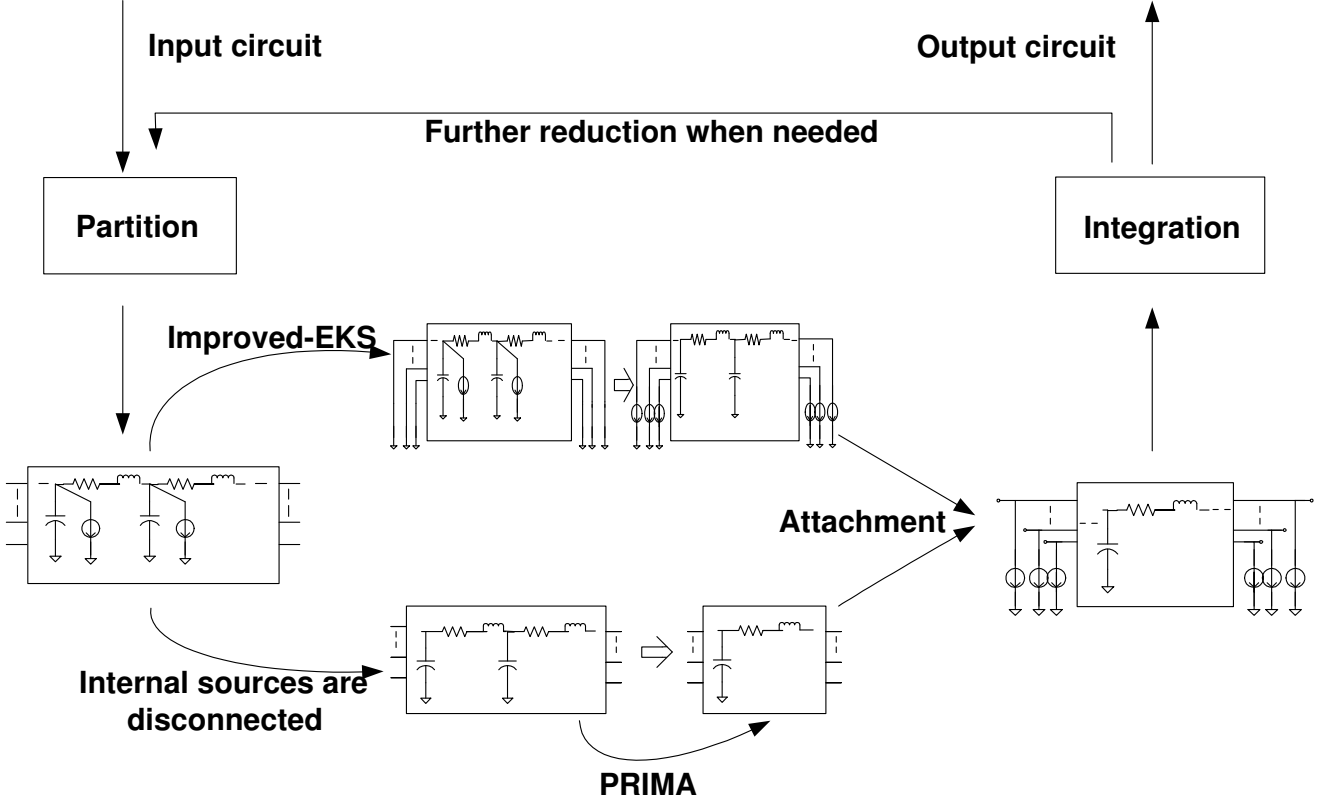 Input circuit
Output circuit
Further reduction when needed
Partition
Integration
Improved-EKS
Attachment
Internal sources are
disconnected
PRIMA